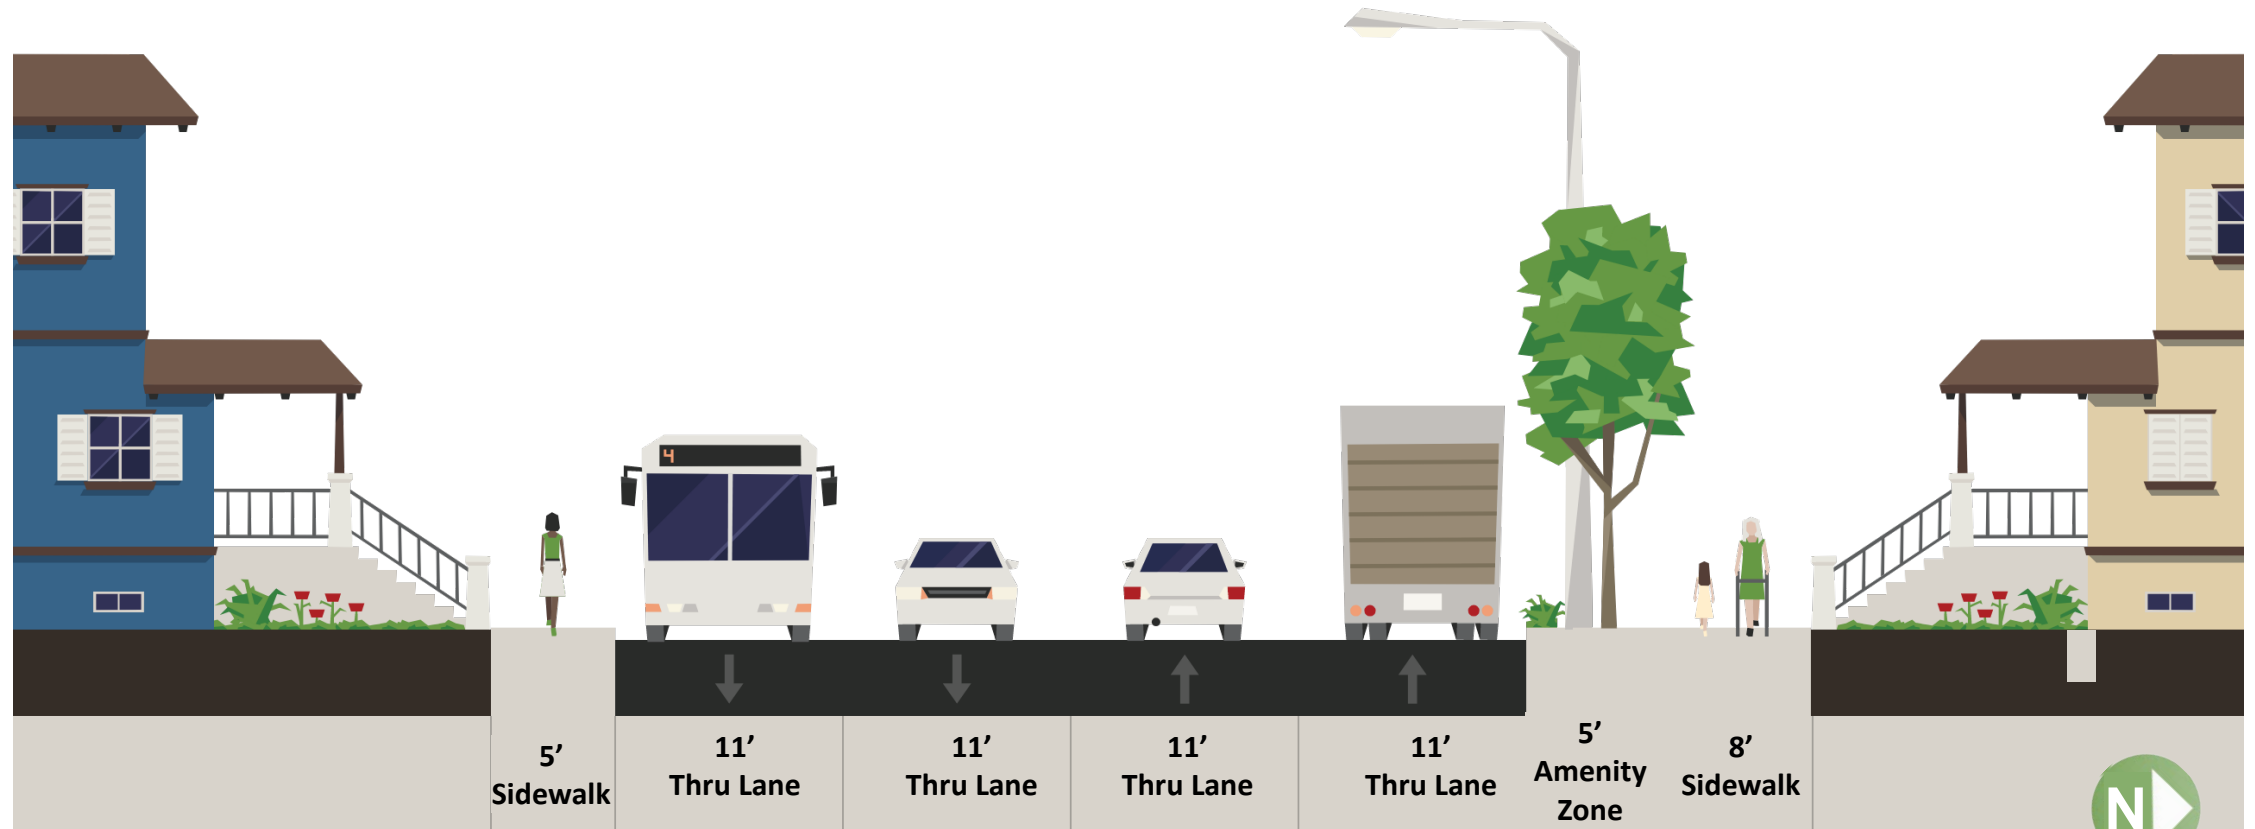 4
5’
Sidewalk
11’
Thru Lane
11’
Thru Lane
11’
Thru Lane
11’
Thru Lane
5’
Amenity
Zone
8’
Sidewalk
N